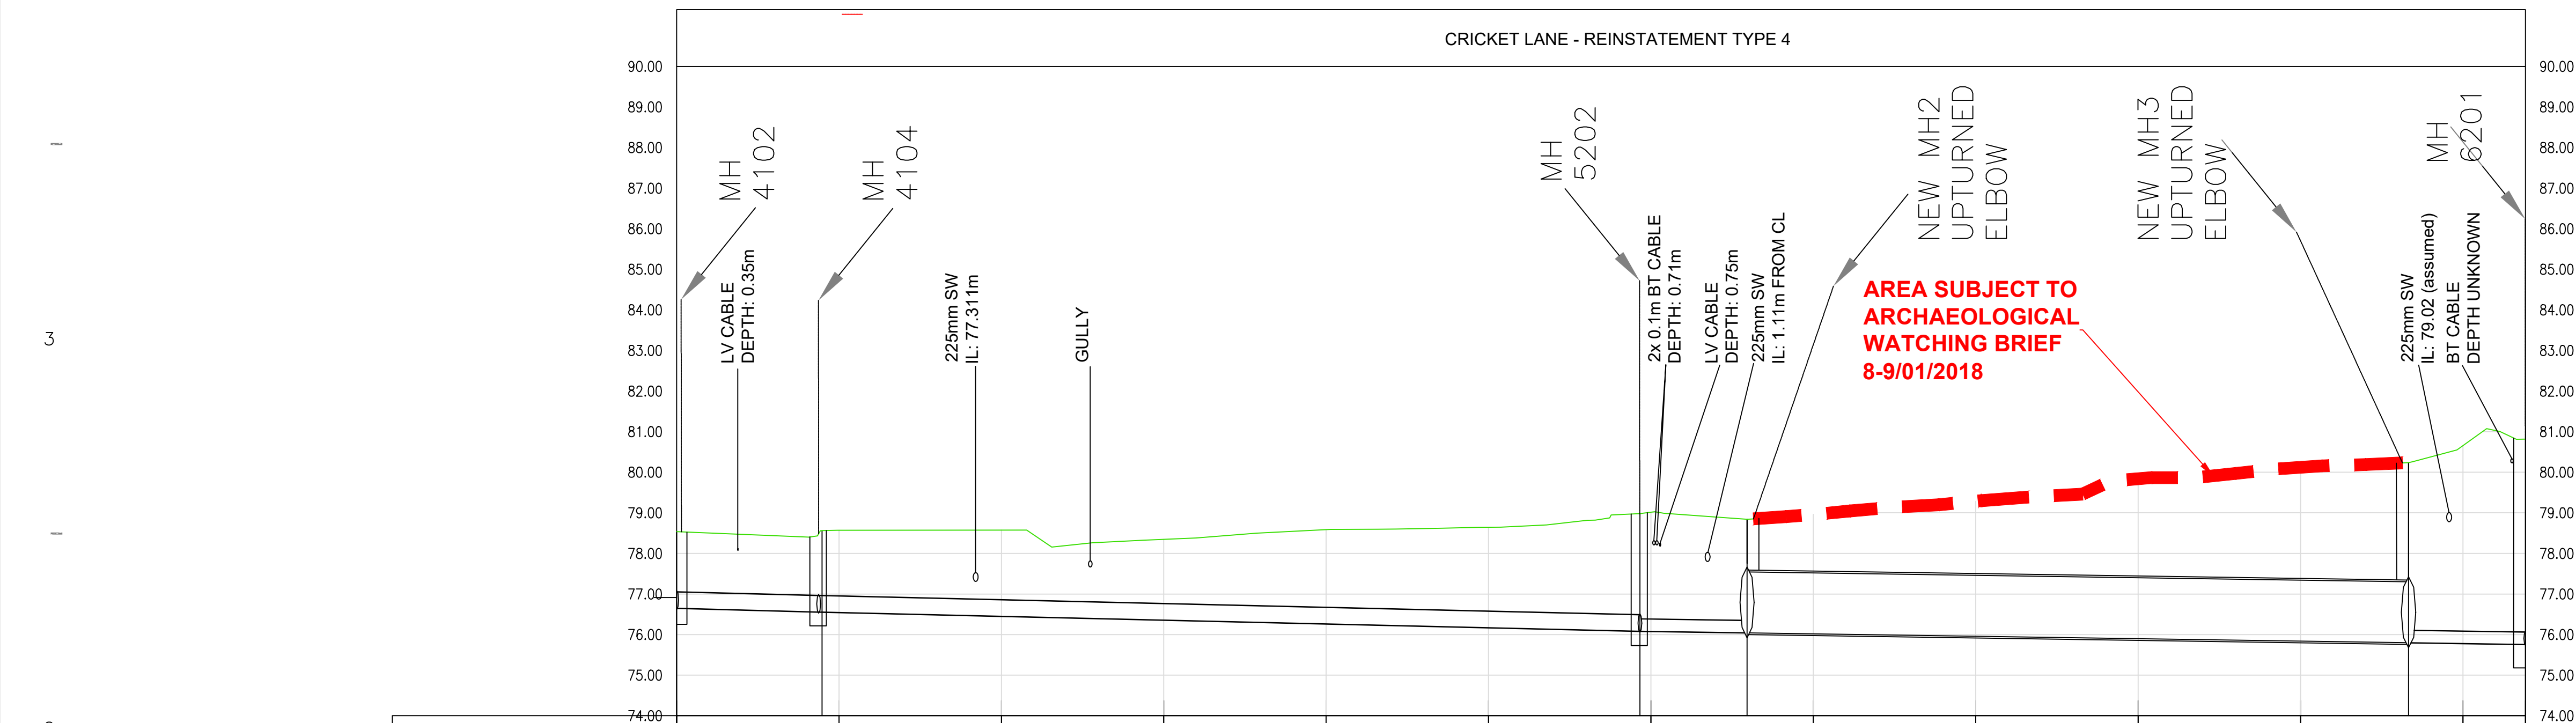 CRICKET LANE - REINSTATEMENT TYPE 4
90.00
89.00
88.00
87.00
86.00
85.00
84.00
83.00
82.00
81.00
80.00
79.00
78.00
77.00
76.00
75.00
74.00
3
MH
4102
LV CABLE
DEPTH: 0.35m
MH
4104
225mm SW
IL: 77.311m
GULLY
MH
5202
2x 0.1m BT CABLE
DEPTH: 0.71m
LV CABLE
DEPTH: 0.75m
225mm SW
IL: 1.11m FROM CL
NEW MH2
UPTURNED
ELBOW
AREA SUBJECT TO
ARCHAEOLOGICAL
WATCHING BRIEF
8-9/01/2018
NEW MH3
UPTURNED
ELBOW
225mm SW
IL: 79.02 (assumed)
BT CABLE
DEPTH UNKNOWN
MH
6201
90.00
89.00
88.00
87.00
86.00
85.00
84.00
83.00
82.00
81.00
80.00
79.00
78.00
77.00
76.00
75.00
74.00